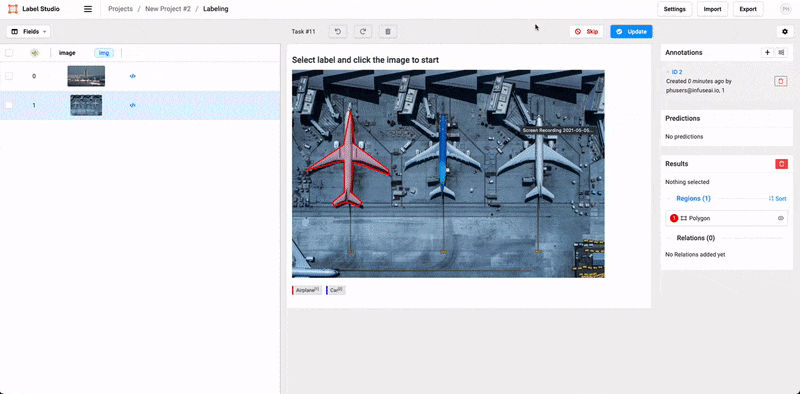 Label Studio
Projects / New Project #2 / Labeling
Settings
Import
Export
PH
Fields
Task #11
Skip
Update
image
img
0
1
Select label and click the image to start
Screen Recording 2021-05-05...
Airplane[1]
Car[2]
Annotations
ID 2
Created 0 minutes ago by
phusers@infuseai.io, 1
Predictions
No predictions
Results
Nothing selected
Regions (1)
Sort
1 Polygon
Relations (0)
No Relations added yet